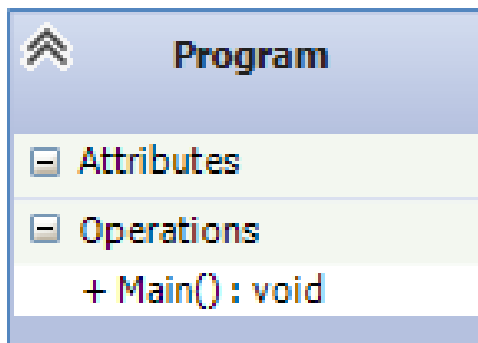 Program
Attributes
Operations
+ Main() : void